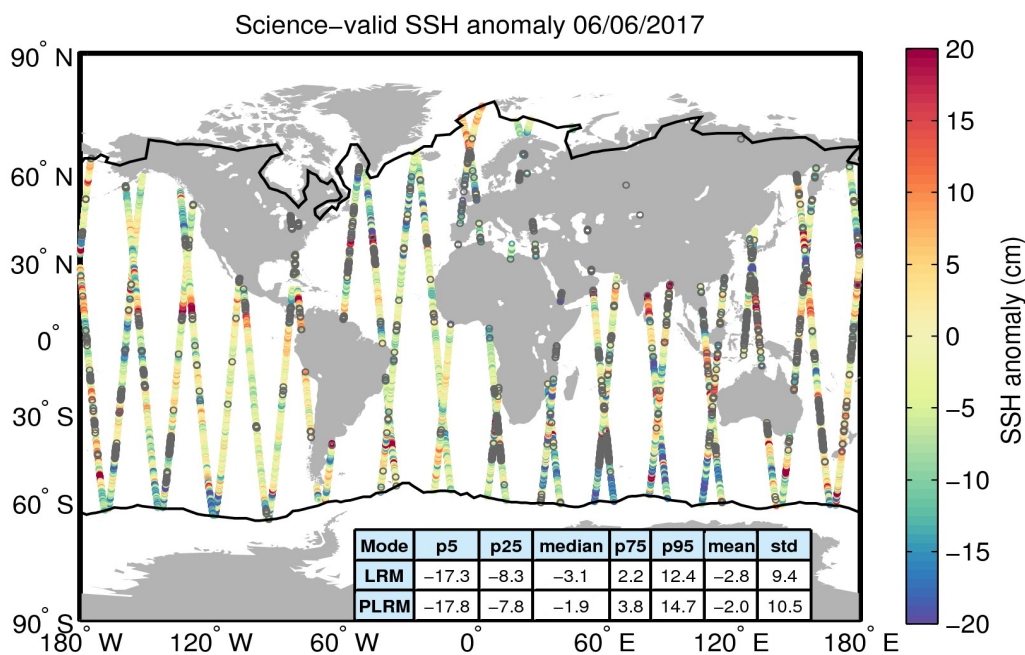 Science−valid SSH anomaly 06/06/2017
90° N
60° N
30° N
0°
30° S
60° S
90° S
180° W
120° W
60° W
0°
60° E
120° E
180° E
Mode p5 p25 median p75 p95 mean std
LRM −17.3 −8.3 −3.1 2.2 12.4 −2.8 9.4
PLRM −17.8 −7.8 −1.9 3.8 14.7 −2.0 10.5
20
15
10
5
0
−5
−10
−15
−20
SSH anomaly (cm)